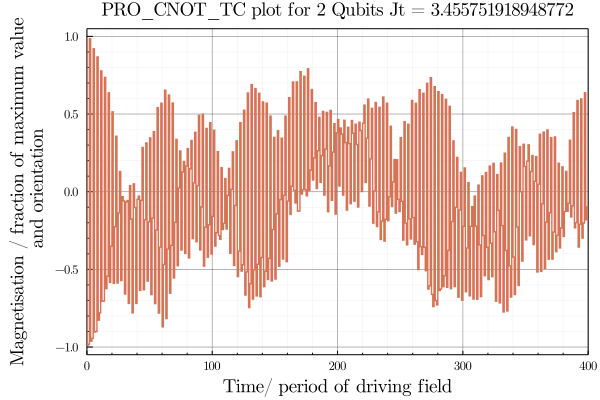 PRO_CNOT_TC plot for 2 Qubits Jt = 3.455751918948772
Magnetisation / fraction of maximum value
and orientation
1.0
0.5
0.0
−0.5
−1.0
0 100 200 300 400
Time/ period of driving field